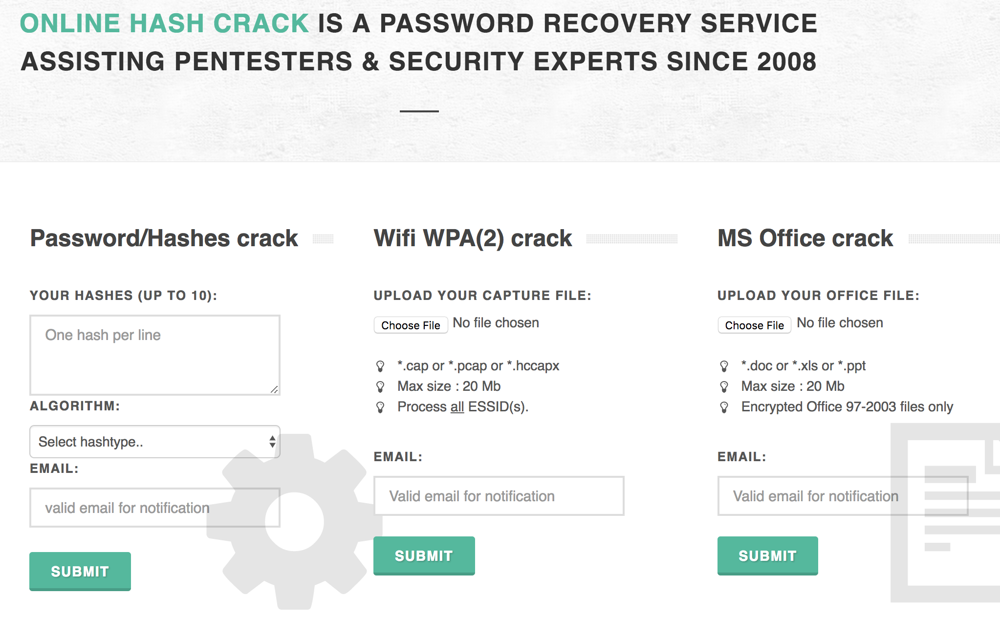 ONLINE HASH CRACK IS A PASSWORD RECOVERY SERVICE
ASSISTING PENTESTERS & SECURITY EXPERTS SINCE 2008
Password/Hashes crack
YOUR HASHES (UP TO 10):
One hash per line
ALGORITHM:
Select hashtype..
EMAIL:
valid email for notification
SUBMIT
Wifi WPA(2) crack
UPLOAD YOUR CAPTURE FILE:
Choose File No file chosen
*.cap or *.pcap or *.hccapx
Max size : 20 Mb
Process all ESSID(s).
EMAIL:
Valid email for notification
SUBMIT
MS Office crack
UPLOAD YOUR OFFICE FILE:
Choose File No file chosen
*.doc or *.xls or *.ppt
Max size : 20 Mb
Encrypted Office 97-2003 files only
EMAIL:
Valid email for notification
SUBMIT